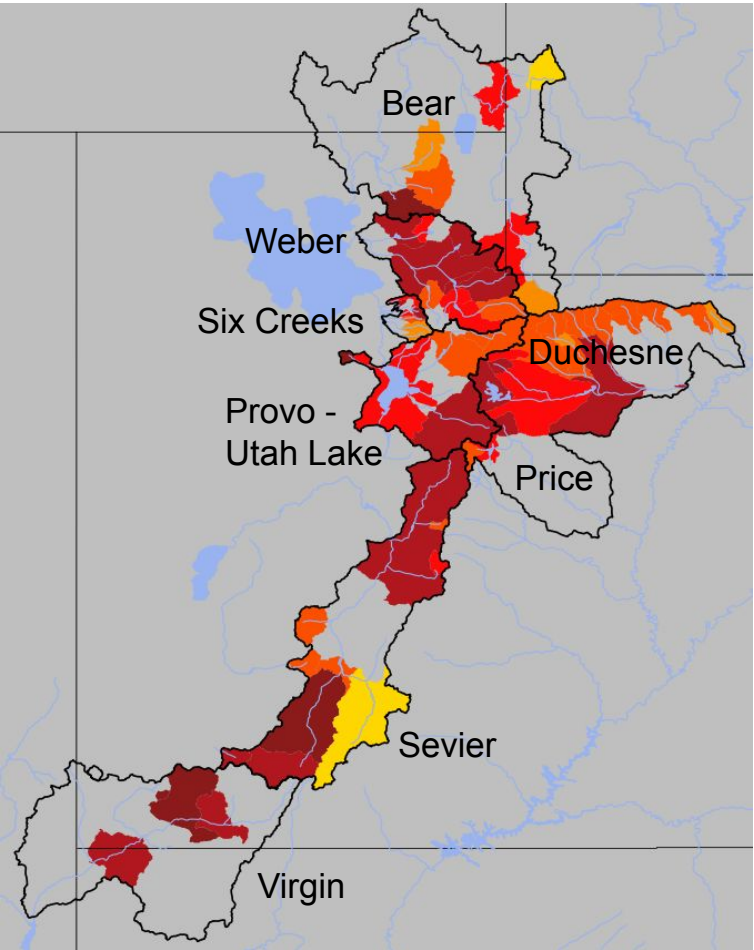 Bear
Weber
Six Creeks
Duchesne
Provo -
Utah Lake
Price
Sevier
Virgin